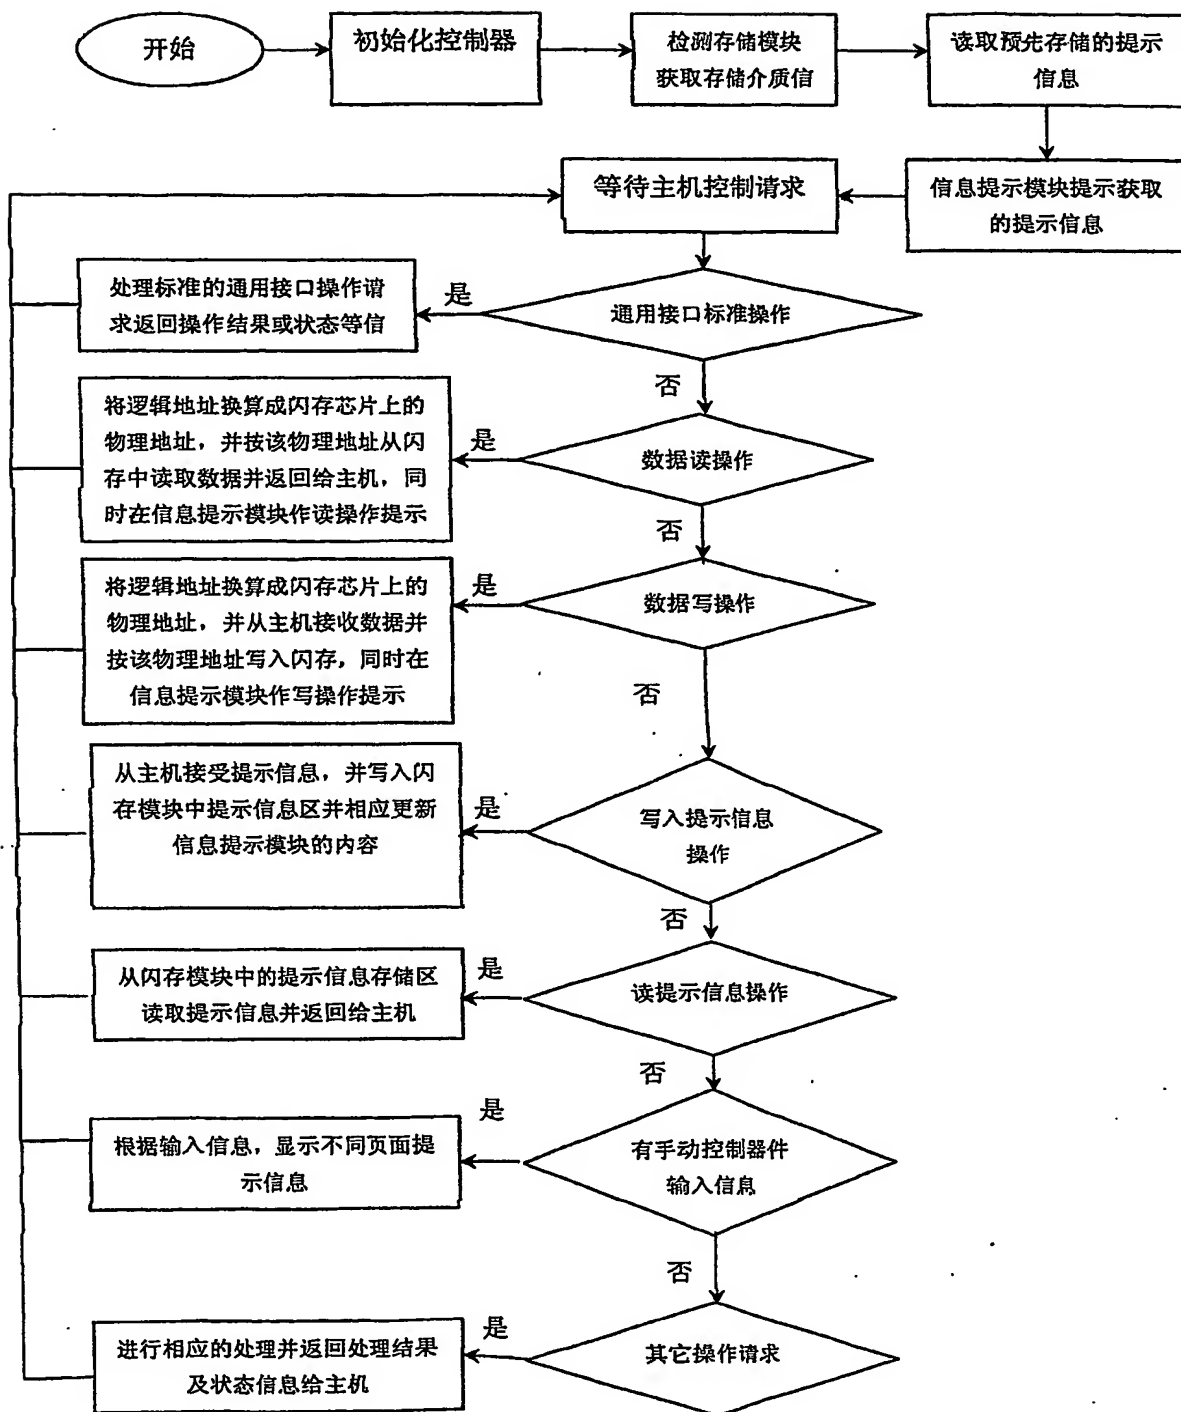 开始
初始化控制器
检测存储模块
获取存储介质信
读取预先存储的提示
信息
等待主机控制请求
信息提示模块提示获取
的提示信息
处理标准的通用接口操作请
求返回操作结果或状态等信
是
通用接口标准操作
否
将逻辑地址换算成闪存芯片上的
物理地址，并按该物理地址从闪
存中读取数据并返回给主机，同
时在信息提示模块作读操作提示
是
数据读操作
否
将逻辑地址换算成闪存芯片上的
物理地址，并从主机接收数据并
按该物理地址写入闪存，同时在
信息提示模块作写操作提示
是
数据写操作
否
从主机接受提示信息，并写入闪
存模块中提示信息区并相应更新
信息提示模块的内容
是
写入提示信息
操作
否
从闪存模块中的提示信息存储区
读取提示信息并返回给主机
是
读提示信息操作
否
根据输入信息，显示不同页面提
示信息
是
有手动控制器件
输入信息
否
进行相应的处理并返回处理结果
及状态信息给主机
是
其它操作请求